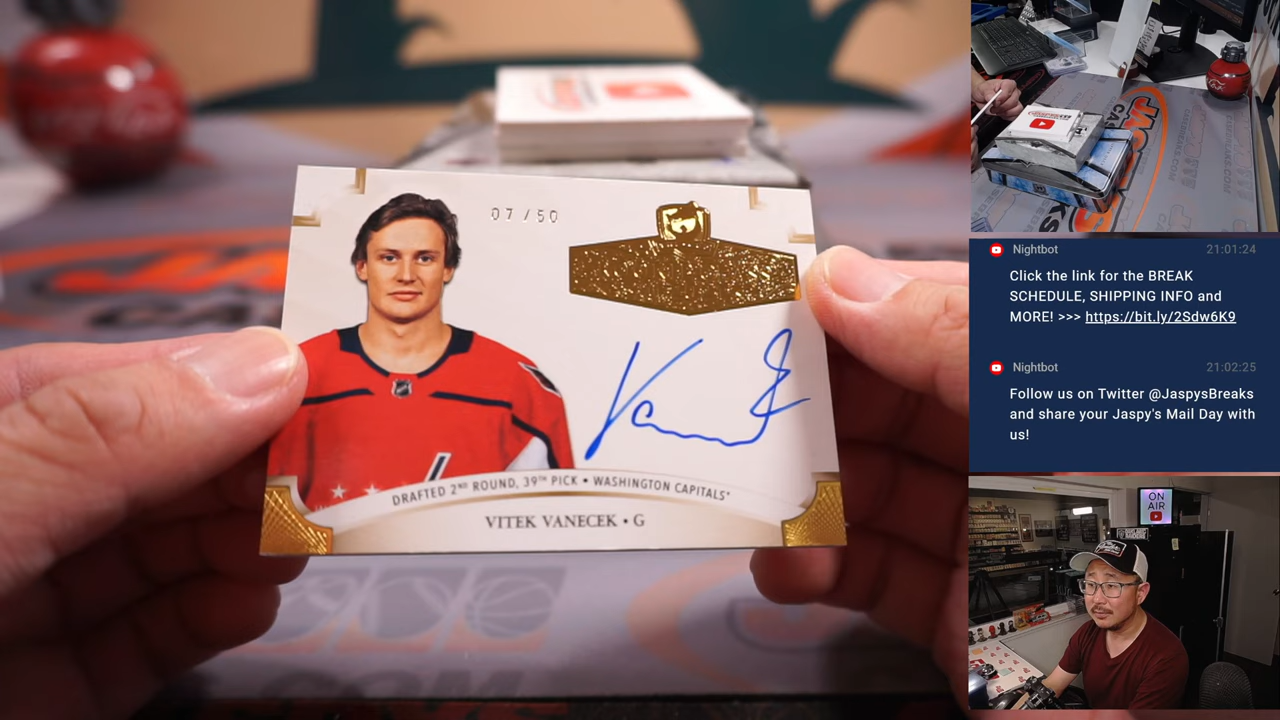 07/50
DRAFTED 2ND ROUND, 39TH PICK • WASHINGTON CAPITALS*
VITEK VANECEK • G
Nightbot 21:01:24
Click the link for the BREAK
SCHEDULE, SHIPPING INFO and
MORE! >>> https://bit.ly/2Sdw6K9
Nightbot 21:02:25
Follow us on Twitter @JaspysBreaks
and share your Jaspy's Mail Day with
us!
ON
AIR